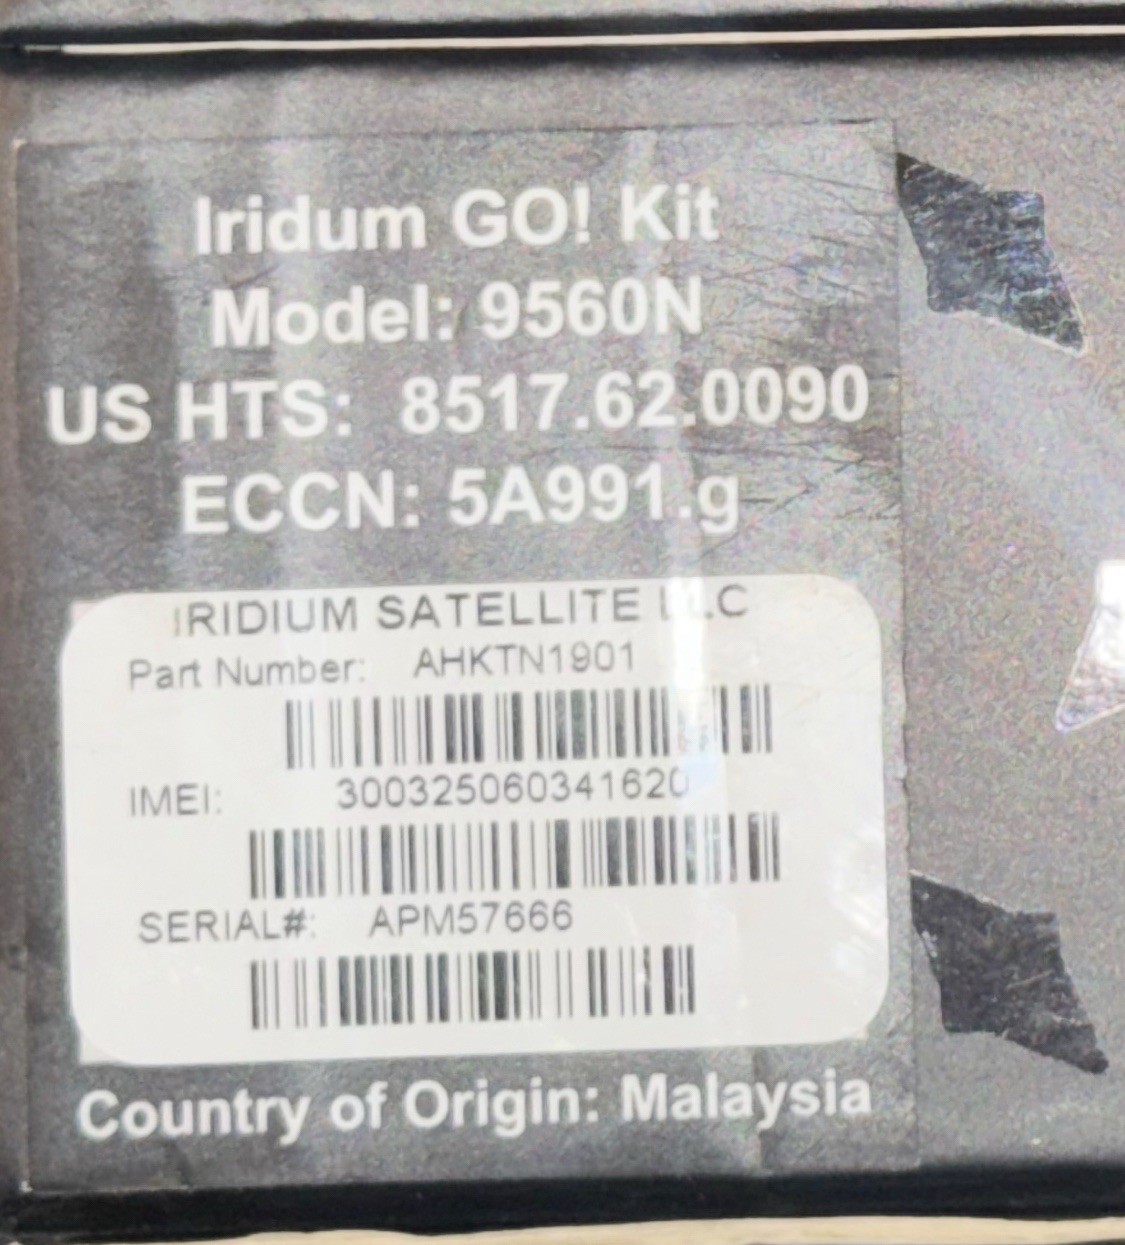 Iridum GO! Kit
Model: 9560N
US HTS: 8517.62.0090
ECCN: 5A991.g
IRIDIUM SATELLITE LLC
Part Number: AHKTN1901
IMEI: 300325060341620
SERIAL#: APM57666
Country of Origin: Malaysia